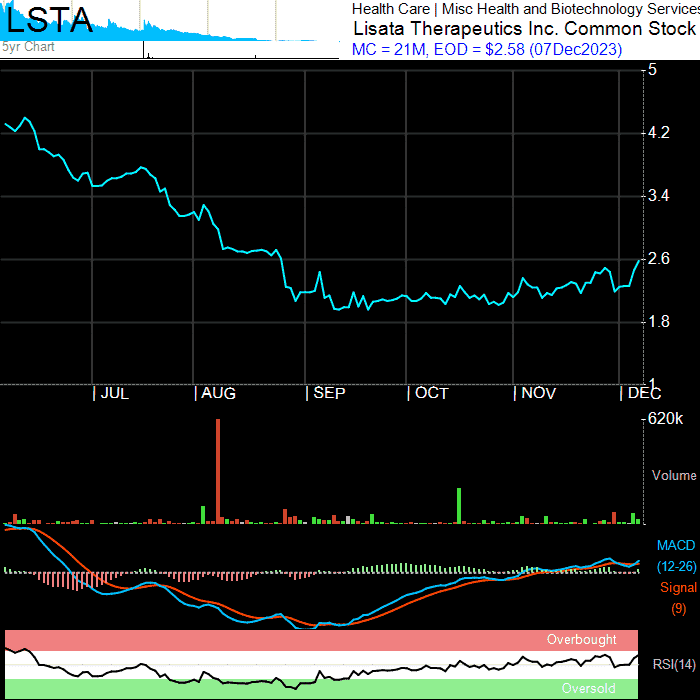 LSTA
5yr Chart
Health Care | Misc Health and Biotechnology Services
Lisata Therapeutics Inc. Common Stock
MC = 21M, EOD = $2.58 (07Dec2023)
5
4.2
3.4
2.6
1.8
1
JUL
AUG
SEP
OCT
NOV
DEC
620k
Volume
MACD
(12-26)
Signal
(9)
Overbought
RSI(14)
Oversold